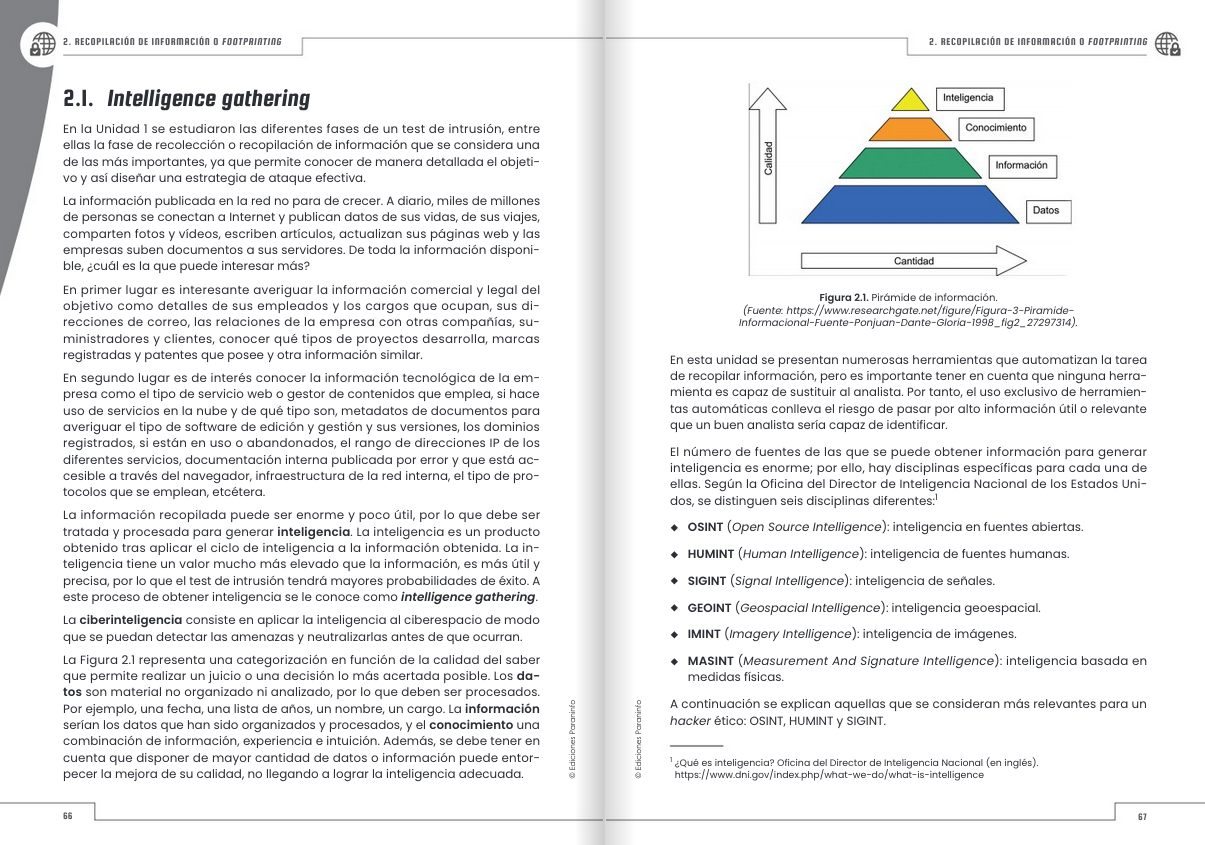 2. RECOPILACIÓN DE INFORMACIÓN O FOOTPRINTING
2.1. Intelligence gathering
En la Unidad 1 se estudiaron las diferentes fases de un test de intrusión, entre
ellas la fase de recolección o recopilación de información que se considera una
de las más importantes, ya que permite conocer de manera detallada el objeti-
vo y así diseñar una estrategia de ataque efectiva.
La información publicada en la red no para de crecer. A diario, miles de millones
de personas se conectan a Internet y publican datos de sus vidas, de sus viajes,
comparten fotos y vídeos, escriben artículos, actualizan sus páginas web y las
empresas suben documentos a sus servidores. De toda la información disponi-
ble, ¿cuál es la que puede interesar más?
En primer lugar es interesante averiguar la información comercial y legal del
objetivo como detalles de sus empleados y los cargos que ocupan, sus di-
recciones de correo, las relaciones de la empresa con otras compañías, su-
ministradores y clientes, conocer qué tipos de proyectos desarrolla, marcas
registradas y patentes que posee y otra información similar.
En segundo lugar es de interés conocer la información tecnológica de la em-
presa como el tipo de servicio web o gestor de contenidos que emplea, si hace
uso de servicios en la nube y de qué tipo son, metadatos de documentos para
averiguar el tipo de software de edición y gestión y sus versiones, los dominios
registrados, si están en uso o abandonados, el rango de direcciones IP de los
diferentes servicios, documentación interna publicada por error y que está ac-
cesible a través del navegador, infraestructura de la red interna, el tipo de pro-
tocolos que se emplean, etcétera.
La información recopilada puede ser enorme y poco útil, por lo que debe ser
tratada y procesada para generar inteligencia. La inteligencia es un producto
obtenido tras aplicar el ciclo de inteligencia a la información obtenida. La in-
teligencia tiene un valor mucho más elevado que la información, es más útil y
precisa, por lo que el test de intrusión tendrá mayores probabilidades de éxito. A
este proceso de obtener inteligencia se le conoce como intelligence gathering.
La ciberinteligencia consiste en aplicar la inteligencia al ciberespacio de modo
que se puedan detectar las amenazas y neutralizarlas antes de que ocurran.
La Figura 2.1 representa una categorización en función de la calidad del saber
que permite realizar un juicio o una decisión lo más acertada posible. Los da-
tos son material no organizado ni analizado, por lo que deben ser procesados.
Por ejemplo, una fecha, una lista de años, un nombre, un cargo. La información
serían los datos que han sido organizados y procesados, y el conocimiento una
combinación de información, experiencia e intuición. Además, se debe tener en
cuenta que disponer de mayor cantidad de datos o información puede entor-
pecer la mejora de su calidad, no llegando a lograr la inteligencia adecuada.
© Ediciones Paraninfo
66
2. RECOPILACIÓN DE INFORMACIÓN O FOOTPRINTING
Calidad
Inteligencia
Conocimiento
Información
Datos
Cantidad
Figura 2.1. Pirámide de información.
(Fuente: https://www.researchgate.net/figure/Figura-3-Piramide-
Informacional-Fuente-Ponjuan-Dante-Gloria-1998_fig2_27297314).
En esta unidad se presentan numerosas herramientas que automatizan la tarea
de recopilar información, pero es importante tener en cuenta que ninguna herra-
mienta es capaz de sustituir al analista. Por tanto, el uso exclusivo de herramien-
tas automáticas conlleva el riesgo de pasar por alto información útil o relevante
que un buen analista sería capaz de identificar.
El número de fuentes de las que se puede obtener información para generar
inteligencia es enorme; por ello, hay disciplinas específicas para cada una de
ellas. Según la Oficina del Director de Inteligencia Nacional de los Estados Uni-
dos, se distinguen seis disciplinas diferentes:¹
◆ OSINT (Open Source Intelligence): inteligencia en fuentes abiertas.
◆ HUMINT (Human Intelligence): inteligencia de fuentes humanas.
◆ SIGINT (Signal Intelligence): inteligencia de señales.
◆ GEOINT (Geospacial Intelligence): inteligencia geoespacial.
◆ IMINT (Imagery Intelligence): inteligencia de imágenes.
◆ MASINT (Measurement And Signature Intelligence): inteligencia basada en
medidas físicas.
A continuación se explican aquellas que se consideran más relevantes para un
hacker ético: OSINT, HUMINT y SIGINT.
¹ ¿Qué es inteligencia? Oficina del Director de Inteligencia Nacional (en inglés).
https://www.dni.gov/index.php/what-we-do/what-is-intelligence
© Ediciones Paraninfo
67